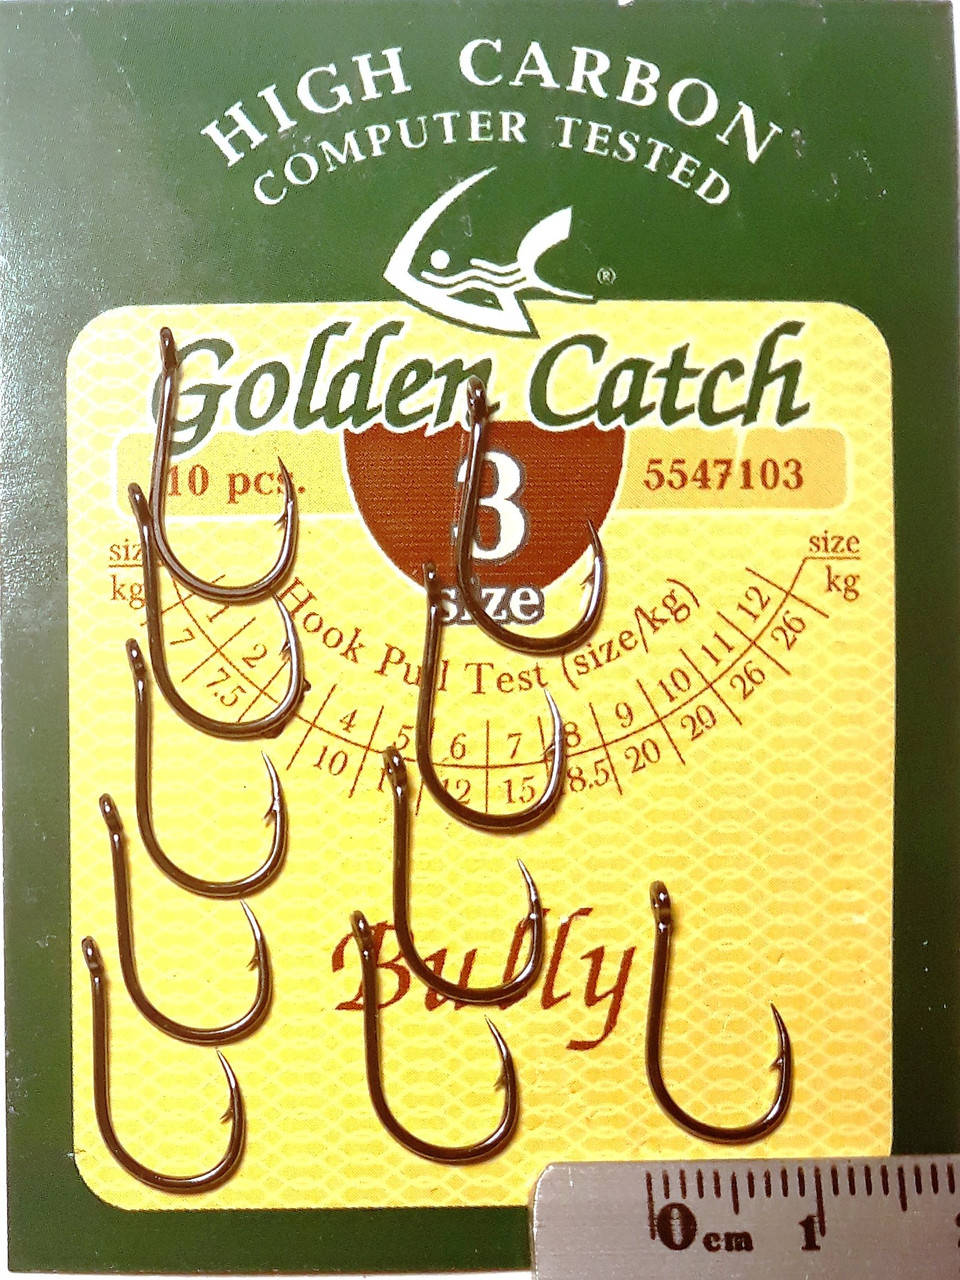 HIGH CARBON
COMPUTER TESTED
®
Golden Catch
10 pcs.
3
size
5547103
size
kg
Hook Pull Test (size/kg)
1 2 4 5 6 7 8 9 10 11 12
7 7.5 10 12 15 18.5 20 20 26 26
size
kg
Bully
0 cm 1